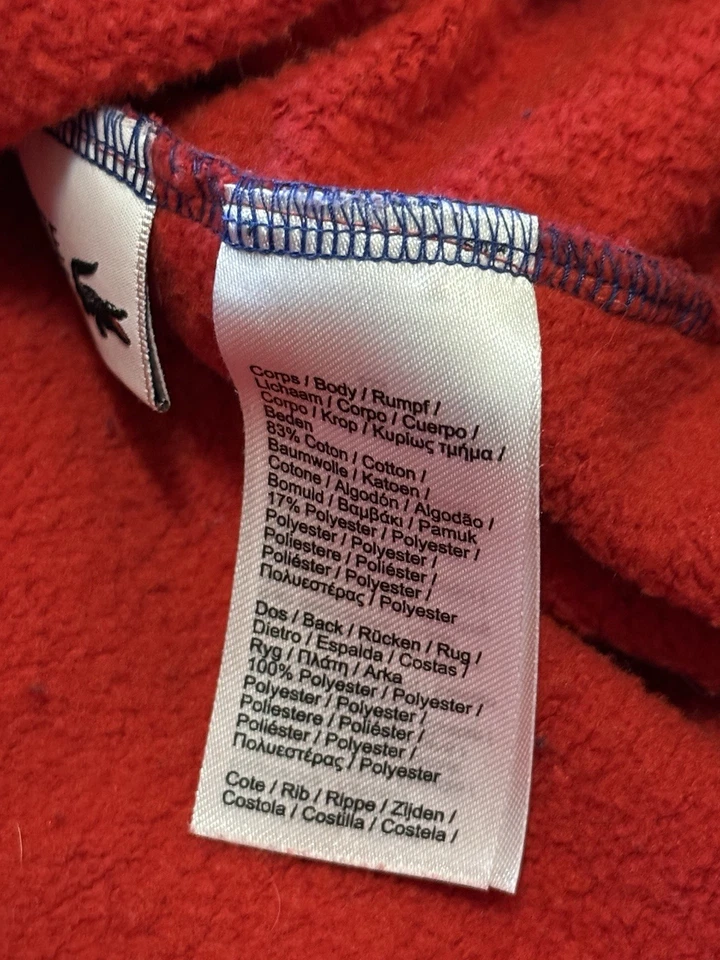 Corps / Body / Rumpf /
Lichaam / Corpo / Cuerpo /
Corpo / Krop / Κυρίως τμήμα /
Beden
83% Coton / Cotton /
Baumwolle / Katoen /
Cotone / Algodón / Algodão /
Bomuld / Βαμβάκι / Pamuk
17% Polyester / Polyester /
Polyester / Polyester /
Poliestere / Poliéster /
Poliéster / Polyester /
Πολυεστέρας / Polyester
Dos / Back / Rücken / Rug /
Dietro / Espalda / Costas /
Ryg / Πλάτη / Arka
100% Polyester / Polyester /
Polyester / Polyester /
Poliestere / Poliéster /
Poliéster / Polyester /
Πολυεστέρας / Polyester
Cote / Rib / Rippe / Zijden /
Costola / Costilla / Costela /